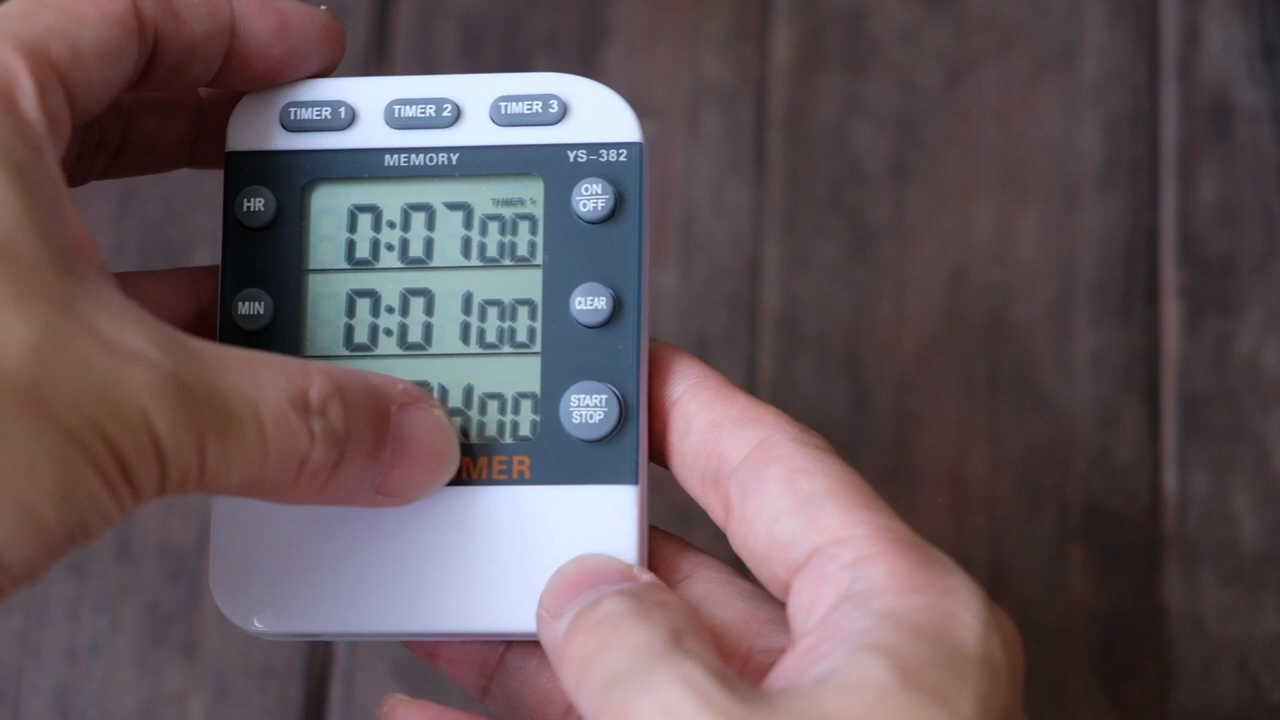 TIMER 1 TIMER 2 TIMER 3
MEMORY YS-382
HR ON
OFF
TIMER 1
0:07 00
MIN CLEAR
0:01 00
START
STOP
00